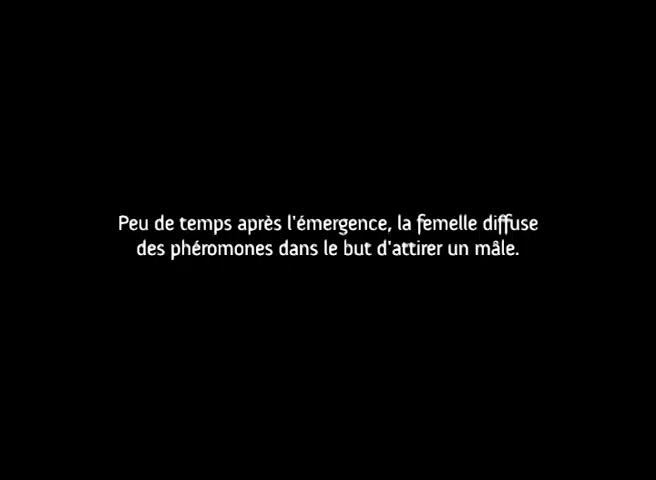 Peu de temps après l'émergence, la femelle diffuse
des phéromones dans le but d'attirer un mâle.